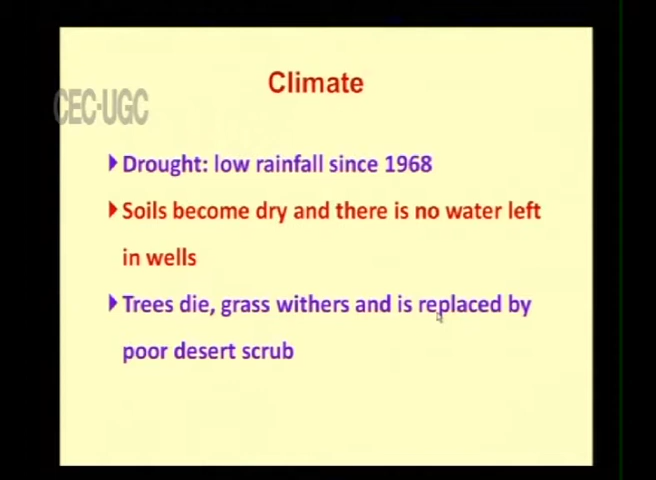 Climate
CEC-UGC
Drought: low rainfall since 1968
Soils become dry and there is no water left
in wells
Trees die, grass withers and is replaced by
poor desert scrub